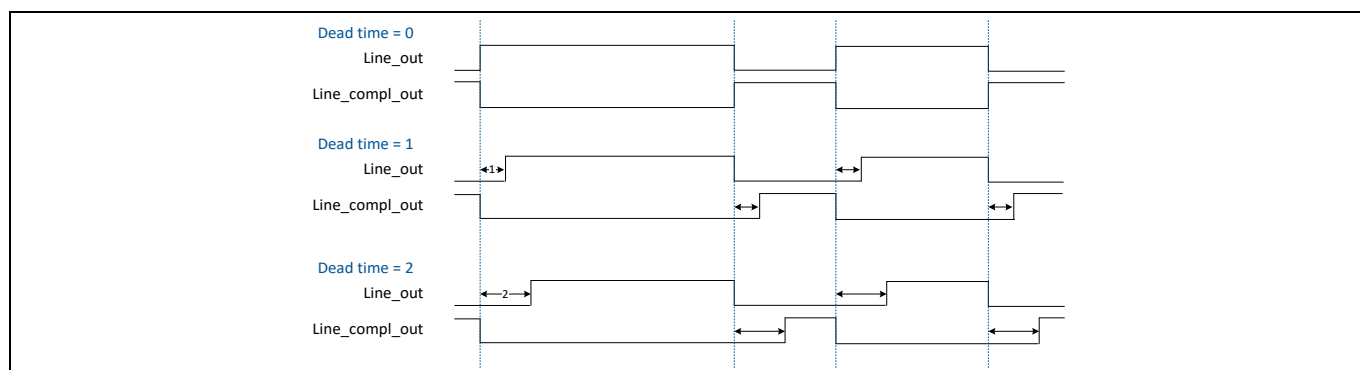 Dead time = 0
Line_out
Line_compl_out
Dead time = 1
Line_out
1
Line_compl_out
Dead time = 2
Line_out
2
Line_compl_out